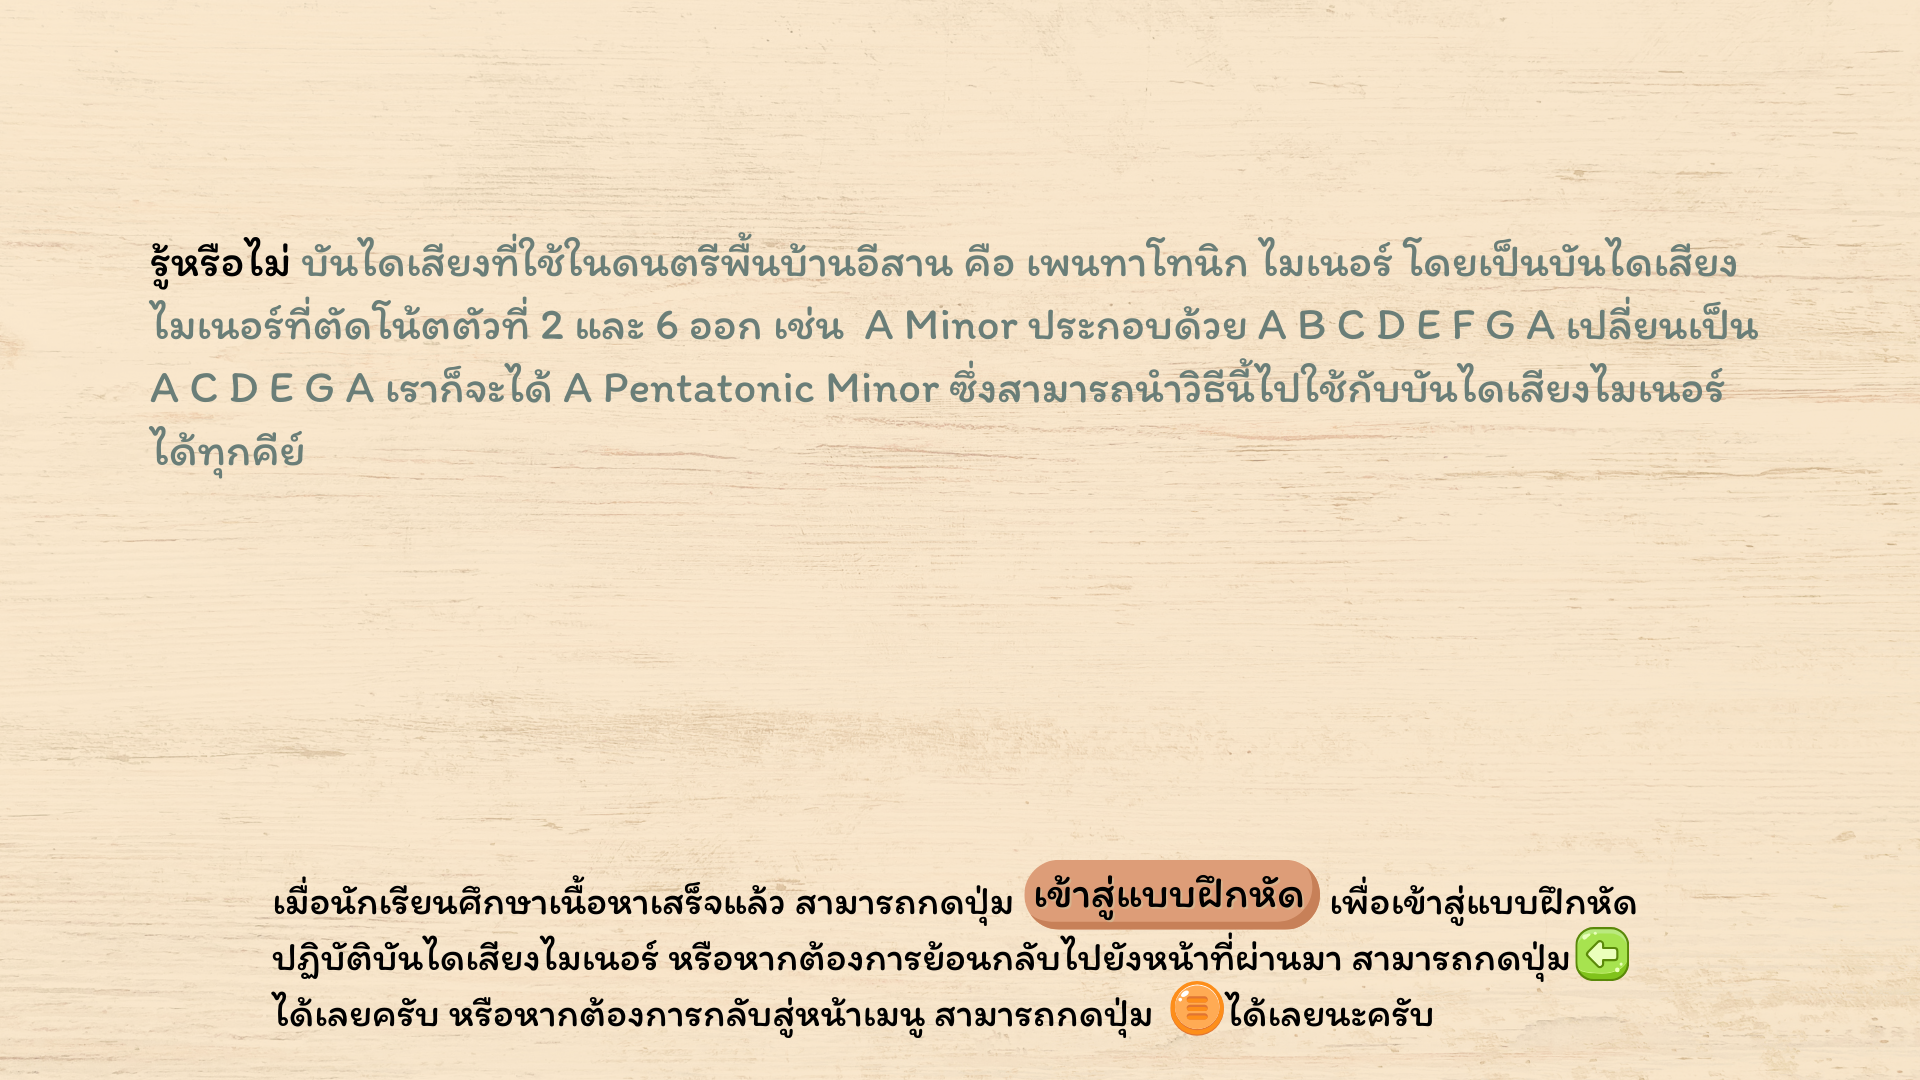 รู้หรือไม่ บันไดเสียงที่ใช้ในดนตรีพื้นบ้านอีสาน คือ เพนทาโทนิก ไมเนอร์ โดยเป็นบันไดเสียง
ไมเนอร์ที่ตัดโน้ตตัวที่ 2 และ 6 ออก เช่น A Minor ประกอบด้วย A B C D E F G A เปลี่ยนเป็น
A C D E G A เราก็จะได้ A Pentatonic Minor ซึ่งสามารถนำวิธีนี้ไปใช้กับบันไดเสียงไมเนอร์
ได้ทุกคีย์
เมื่อนักเรียนศึกษาเนื้อหาเสร็จแล้ว สามารถกดปุ่ม เข้าสู่แบบฝึกหัด เพื่อเข้าสู่แบบฝึกหัด
ปฏิบัติบันไดเสียงไมเนอร์ หรือหากต้องการย้อนกลับไปยังหน้าที่ผ่านมา สามารถกดปุ่ม
ได้เลยครับ หรือหากต้องการกลับสู่หน้าเมนู สามารถกดปุ่ม ได้เลยนะครับ